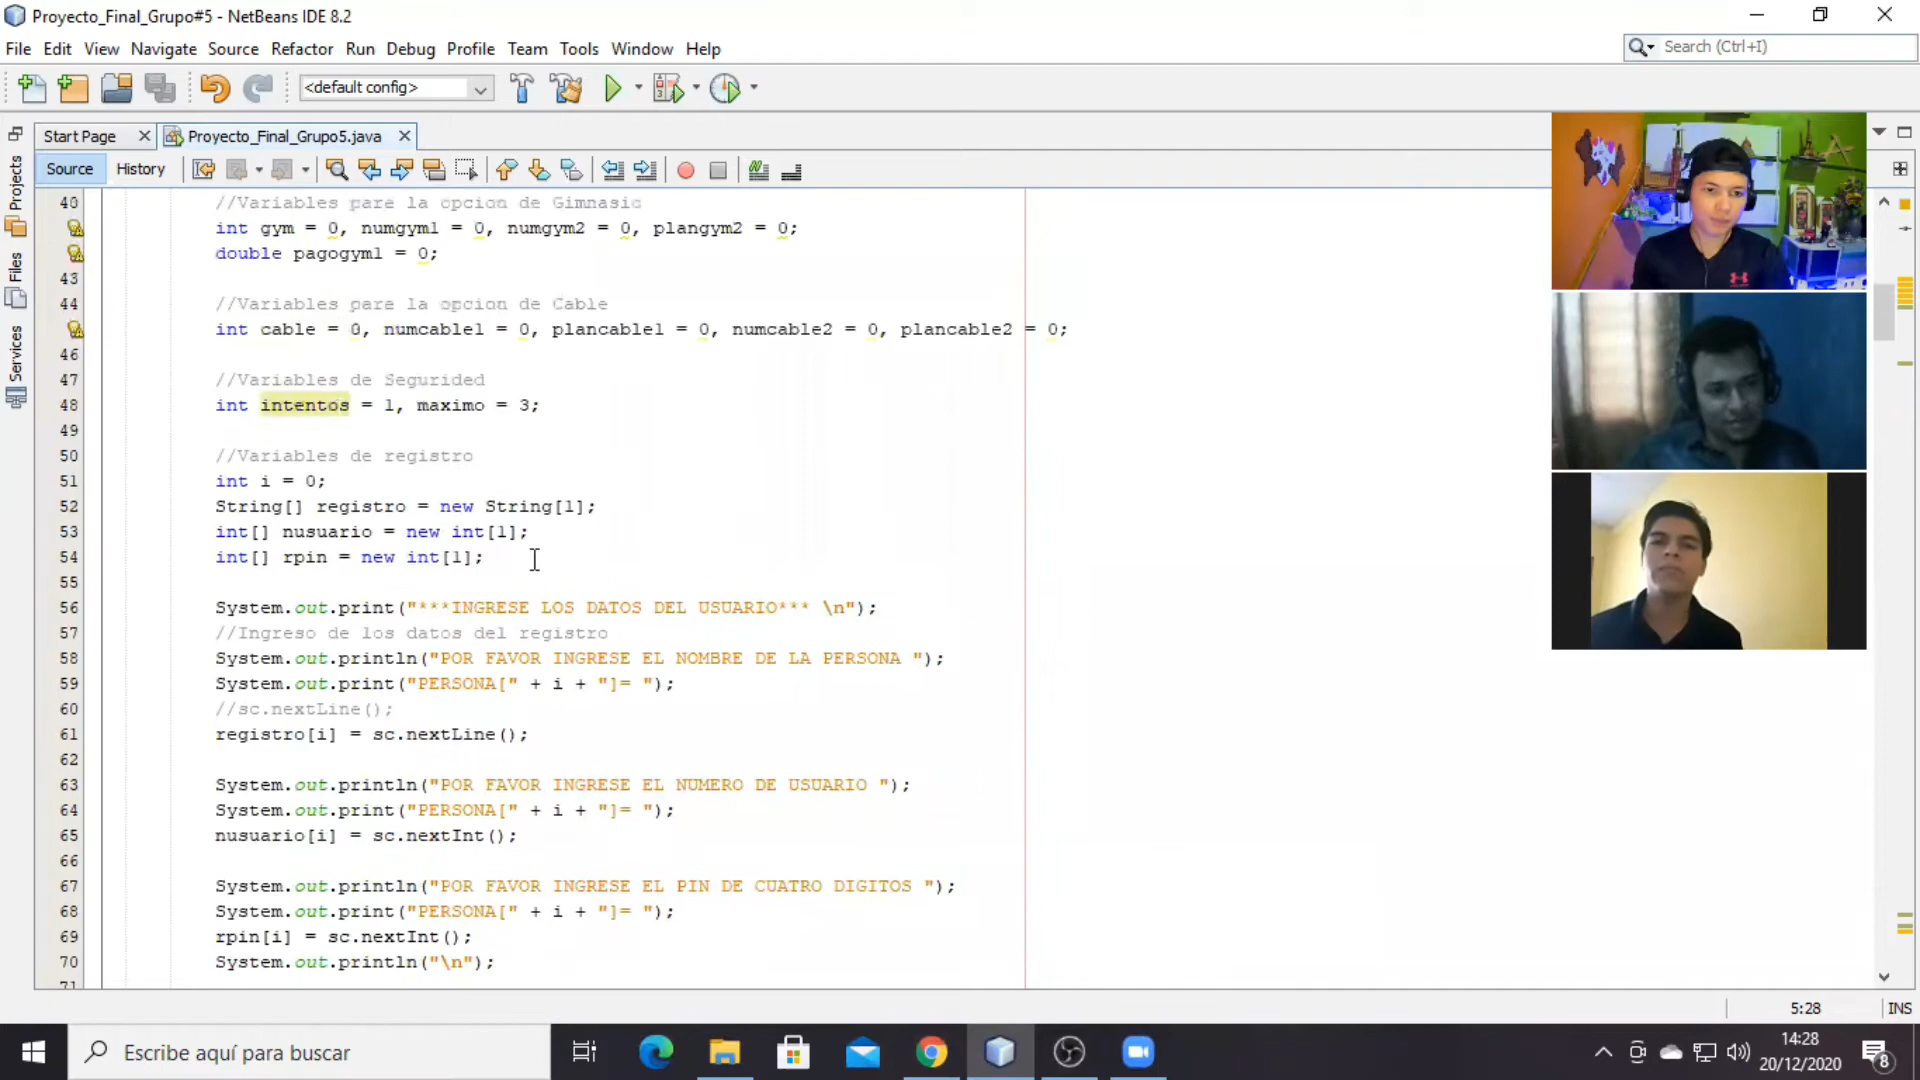 Proyecto_Final_Grupo#5 - NetBeans IDE 8.2
File Edit View Navigate Source Refactor Run Debug Profile Team Tools Window Help
Search (Ctrl+I)
<default config>
Start Page
Proyecto_Final_Grupo5.java
Source History
Projects
Files
Services
40 //Variables para la opcion de Gimnasio
int gym = 0, numgym1 = 0, numgym2 = 0, plangym2 = 0;
double pagogym1 = 0;
43
44 //Variables para la opcion de Cable
int cable = 0, numcable1 = 0, plancable1 = 0, numcable2 = 0, plancable2 = 0;
46
47 //Variables de Seguridad
48 int intentos = 1, maximo = 3;
49
50 //Variables de registro
51 int i = 0;
52 String[] registro = new String[1];
53 int[] nusuario = new int[1];
54 int[] rpin = new int[1];
55
56 System.out.print("***INGRESE LOS DATOS DEL USUARIO*** \n");
57 //Ingreso de los datos del registro
58 System.out.println("POR FAVOR INGRESE EL NOMBRE DE LA PERSONA ");
59 System.out.print("PERSONA[" + i + "]= ");
60 //sc.nextLine();
61 registro[i] = sc.nextLine();
62
63 System.out.println("POR FAVOR INGRESE EL NUMERO DE USUARIO ");
64 System.out.print("PERSONA[" + i + "]= ");
65 nusuario[i] = sc.nextInt();
66
67 System.out.println("POR FAVOR INGRESE EL PIN DE CUATRO DIGITOS ");
68 System.out.print("PERSONA[" + i + "]= ");
69 rpin[i] = sc.nextInt();
70 System.out.println("\n");
71
5:28 INS
Escribe aquí para buscar
14:28
20/12/2020
8